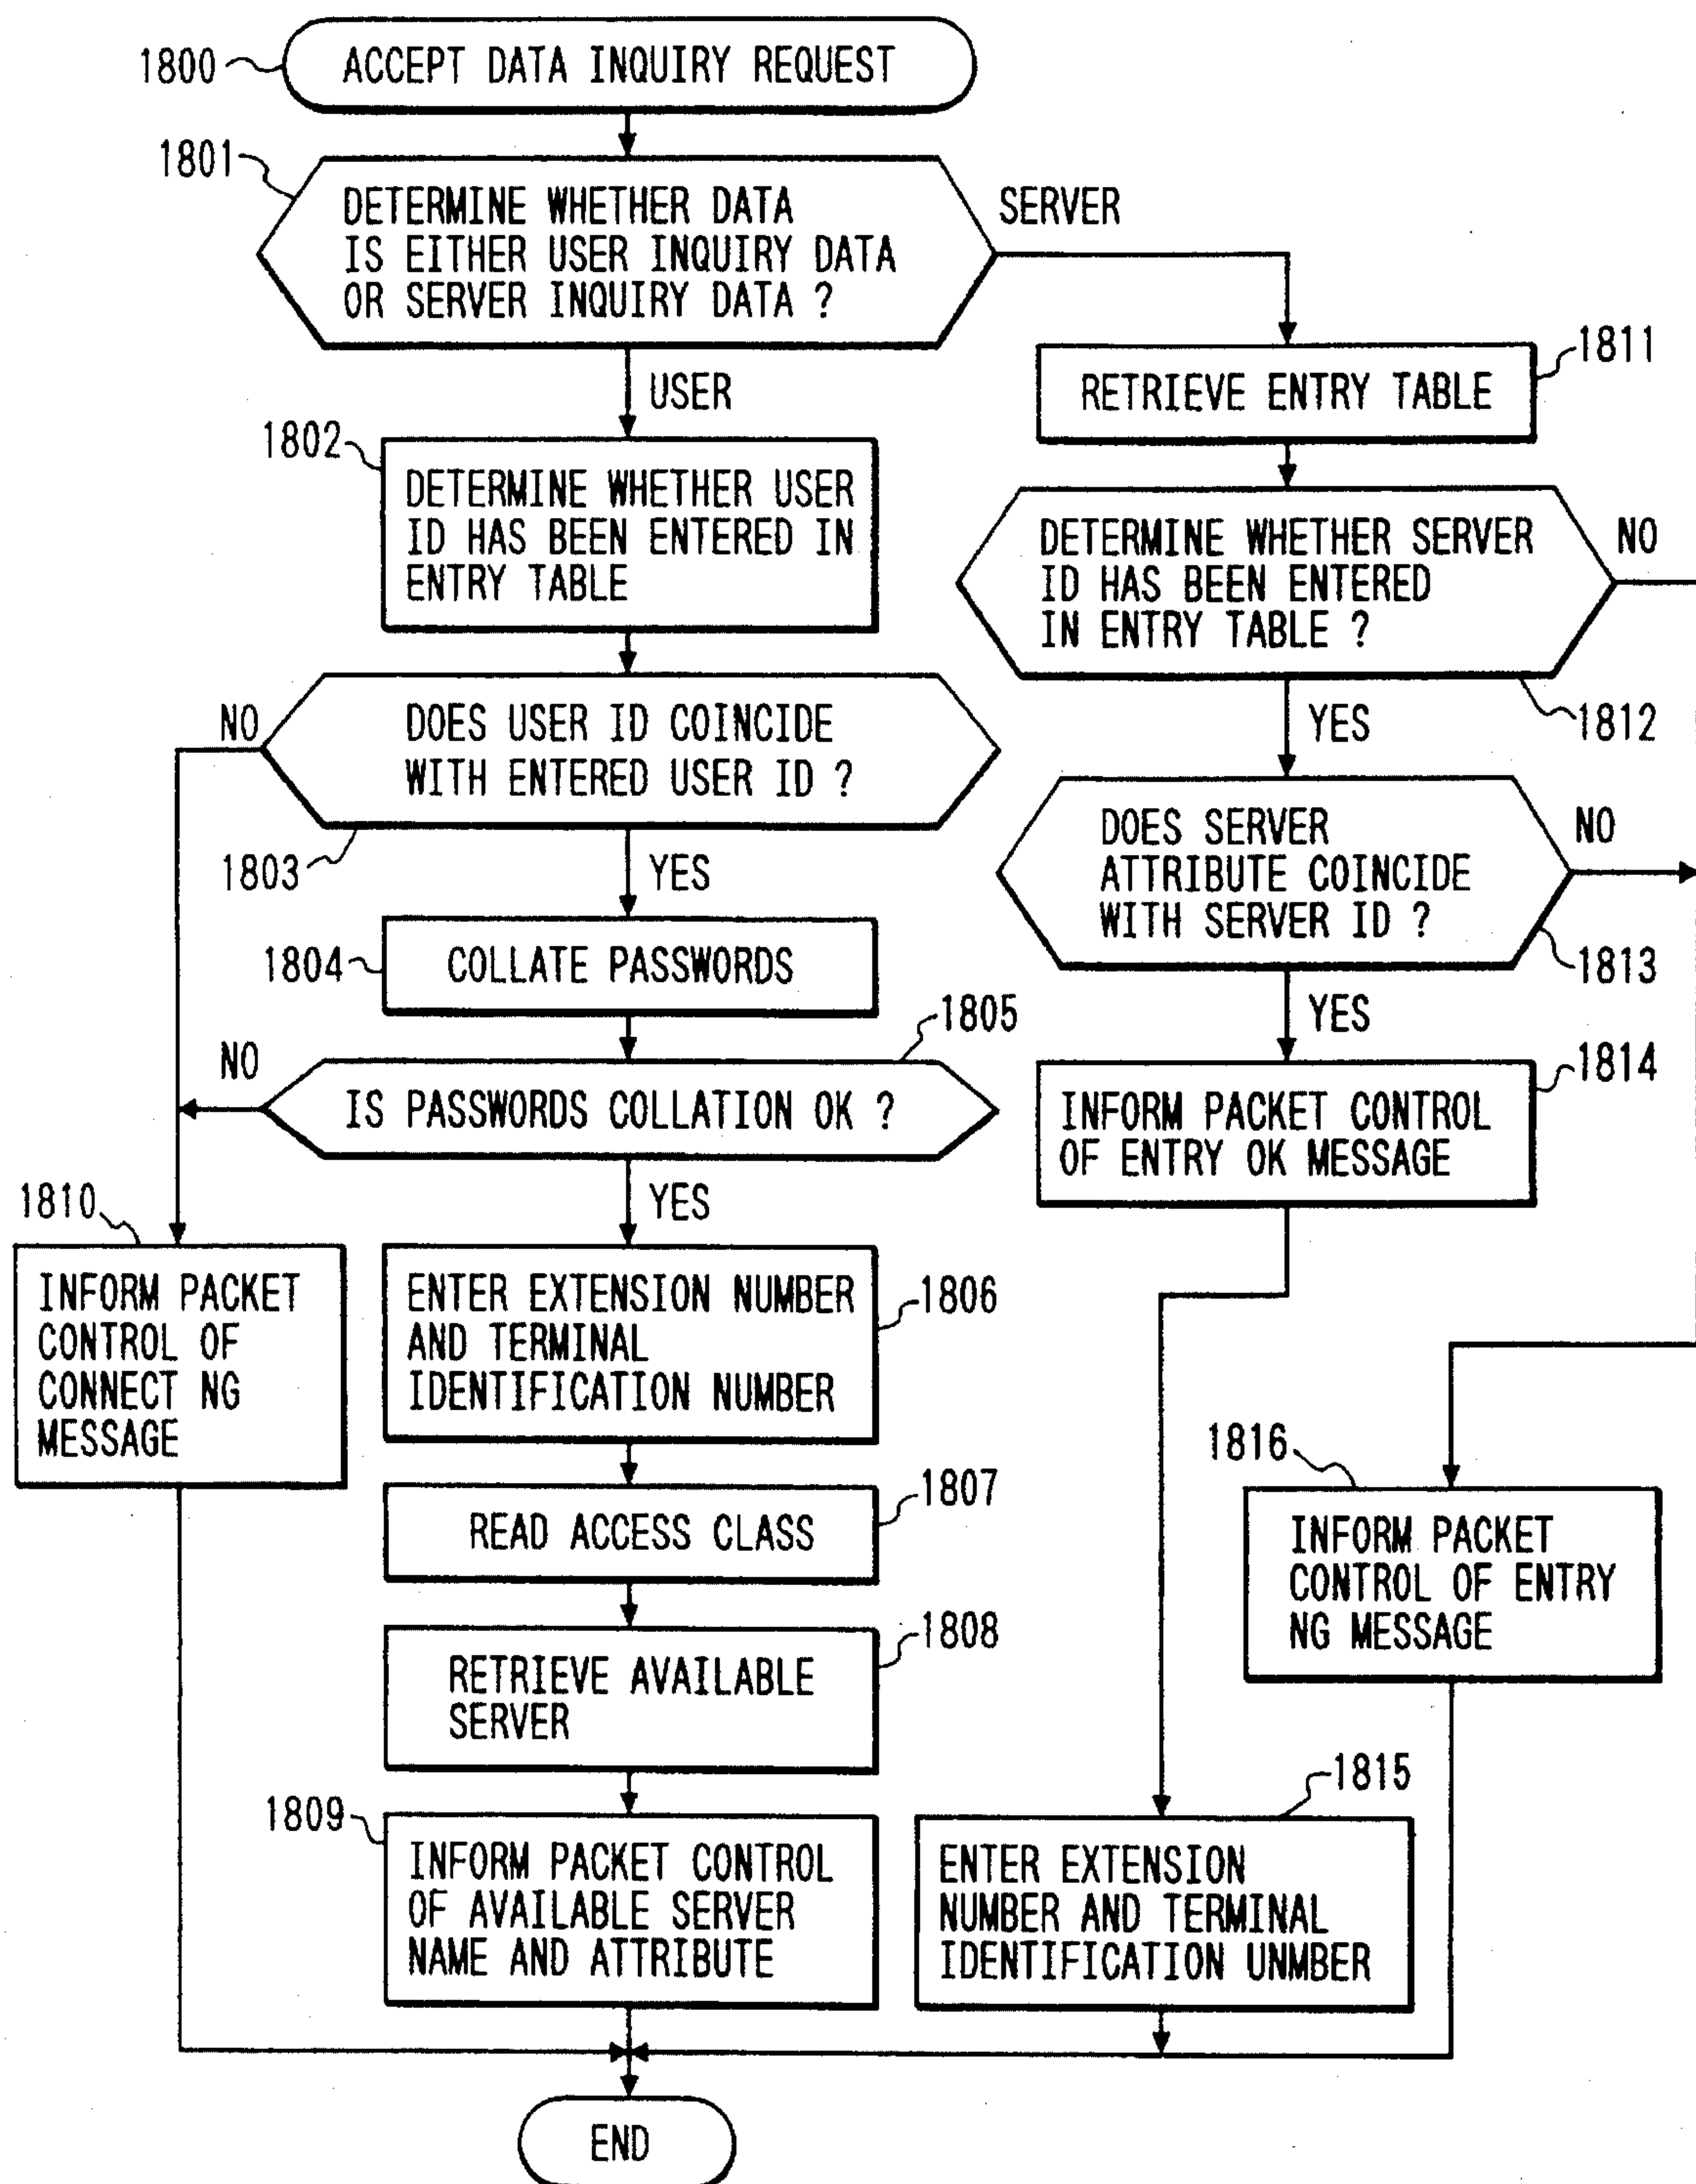 1800
ACCEPT DATA INQUIRY REQUEST
1801
DETERMINE WHETHER DATA
IS EITHER USER INQUIRY DATA
OR SERVER INQUIRY DATA ?
SERVER
USER
1802
DETERMINE WHETHER USER
ID HAS BEEN ENTERED IN
ENTRY TABLE
NO
DOES USER ID COINCIDE
WITH ENTERED USER ID ?
1803
YES
1804
COLLATE PASSWORDS
1805
NO
IS PASSWORDS COLLATION OK ?
YES
1810
INFORM PACKET
CONTROL OF
CONNECT NG
MESSAGE
ENTER EXTENSION NUMBER
AND TERMINAL
IDENTIFICATION NUMBER
1806
READ ACCESS CLASS
1807
RETRIEVE AVAILABLE
SERVER
1808
1809
INFORM PACKET CONTROL
OF AVAILABLE SERVER
NAME AND ATTRIBUTE
1811
RETRIEVE ENTRY TABLE
DETERMINE WHETHER SERVER
ID HAS BEEN ENTERED
IN ENTRY TABLE ?
NO
1812
YES
DOES SERVER
ATTRIBUTE COINCIDE
WITH SERVER ID ?
NO
1813
YES
1814
INFORM PACKET CONTROL
OF ENTRY OK MESSAGE
1816
INFORM PACKET
CONTROL OF ENTRY
NG MESSAGE
1815
ENTER EXTENSION
NUMBER AND TERMINAL
IDENTIFICATION UNMBER
END